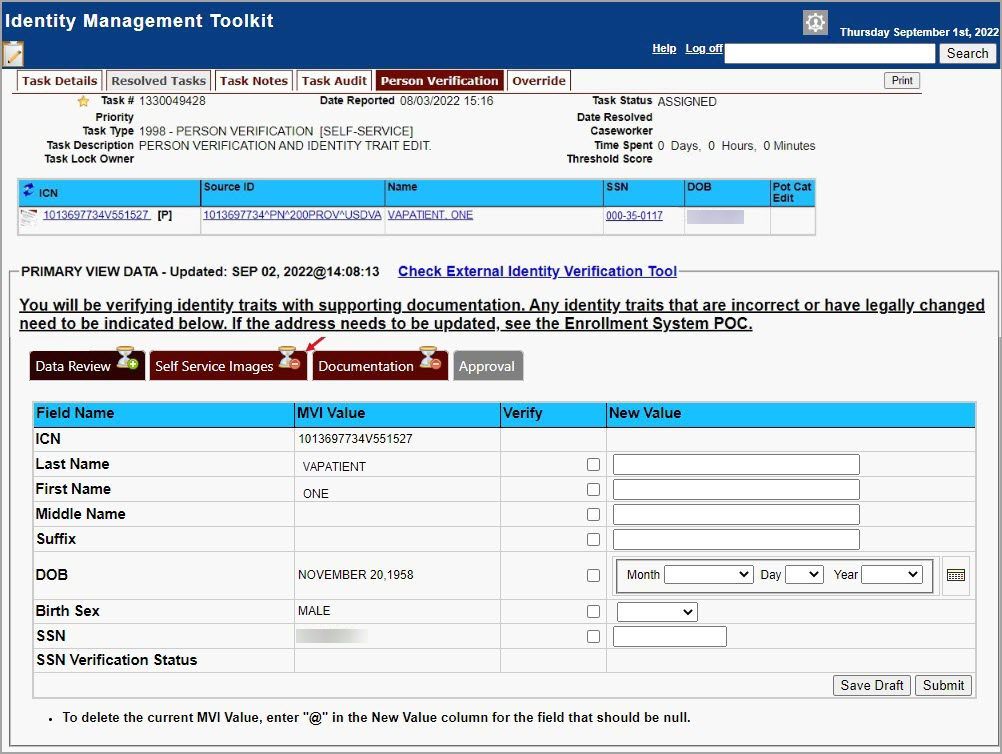 Identity Management Toolkit
Thursday September 1st, 2022
Help Log off Search
Task Details Resolved Tasks Task Notes Task Audit Person Verification Override Print
Task # 1330049428 Date Reported 08/03/2022 15:16 Task Status ASSIGNED
Priority Date Resolved
Task Type 1998 - PERSON VERIFICATION [SELF-SERVICE] Caseworker
Task Description PERSON VERIFICATION AND IDENTITY TRAIT EDIT. Time Spent 0 Days, 0 Hours, 0 Minutes
Task Lock Owner Threshold Score
ICN Source ID Name SSN DOB Pot Cat
Edit
1013697734V551527 [P] 1013697734^PN^200PROV^USDVA VAPATIENT, ONE 000-35-0117
PRIMARY VIEW DATA - Updated: SEP 02, 2022@14:08:13 Check External Identity Verification Tool
You will be verifying identity traits with supporting documentation. Any identity traits that are incorrect or have legally changed
need to be indicated below. If the address needs to be updated, see the Enrollment System POC.
Data Review Self Service Images Documentation Approval
Field Name MVI Value Verify New Value
ICN 1013697734V551527
Last Name VAPATIENT
First Name ONE
Middle Name
Suffix
DOB NOVEMBER 20,1958 Month Day Year
Birth Sex MALE
SSN
SSN Verification Status
Save Draft Submit
• To delete the current MVI Value, enter "@" in the New Value column for the field that should be null.